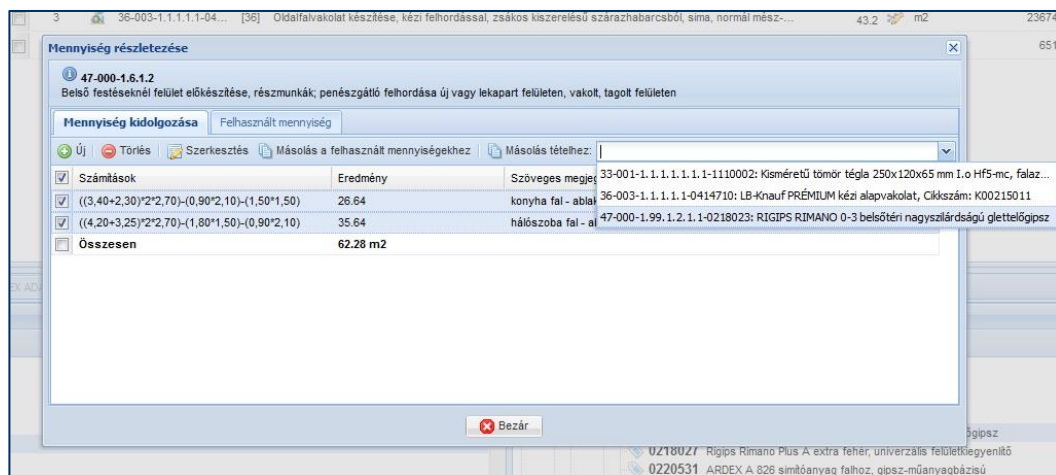 3 36-003-1.1.1.1.1-04... [36] Oldalfalvakolat készítése, kézi felhordással, zsákos kiszerelésű szárazhabarcsból, sima, normál mész-... 43.2 m2 23674
651
Mennyiség részletezése
47-000-1.6.1.2
Belső festéseknél felület előkészítése, részmunkák; penészgátló felhordása új vagy lekapart felületen, vakolt, tagolt felületen
Mennyiség kidolgozása Felhasznált mennyiség
Új Törlés Szerkesztés Másolás a felhasznált mennyiségekhez Másolás tételhez:
Számítások Eredmény Szöveges megjeg
33-001-1.1.1.1.1.1.1-1110002: Kisméretű tömör tégla 250x120x65 mm I.o Hf5-mc, falaz...
((3,40+2,30)*2*2,70)-(0,90*2,10)-(1,50*1,50) 26.64 konyha fal - ablak
36-003-1.1.1.1.1-0414710: LB-Knauf PRÉMIUM kézi alapvakolat, Cikkszám: K00215011
((4,20+3,25)*2*2,70)-(1,80*1,50)-(0,90*2,10) 35.64 hálószoba fal - a
47-000-1.99.1.2.1.1-0218023: RIGIPS RIMANO 0-3 belsőtéri nagyszilárdságú glettelőgipsz
Összesen 62.28 m2
Bezár
őgipsz
0218027 Rigips Rimano Plus A extra fehér, univerzális felületkiegyenlítő
0220531 ARDEX A 826 simítóanyag falhoz, gipsz-műanyagbázisú